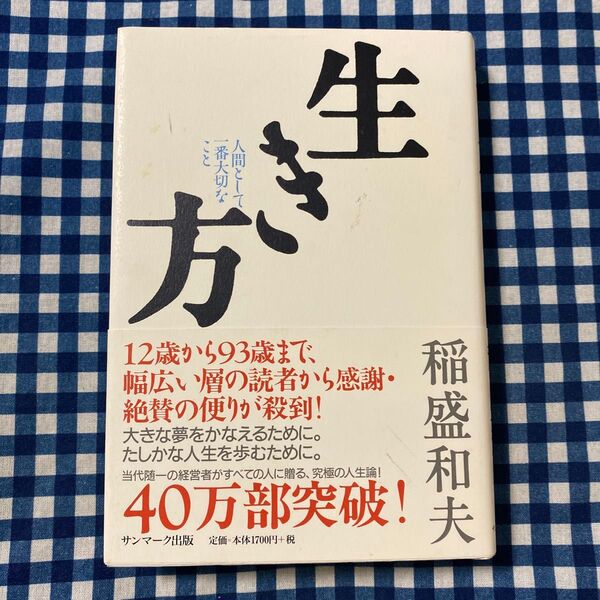 生き方
人間として
一番大切な
こと
稲盛和夫
12歳から93歳まで、
幅広い層の読者から感謝・
絶賛の便りが殺到!
大きな夢をかなえるために。
たしかな人生を歩むために。
当代随一の経営者がすべての人に贈る、究極の人生論!
40万部突破!
サンマーク出版 定価=本体1700円+税